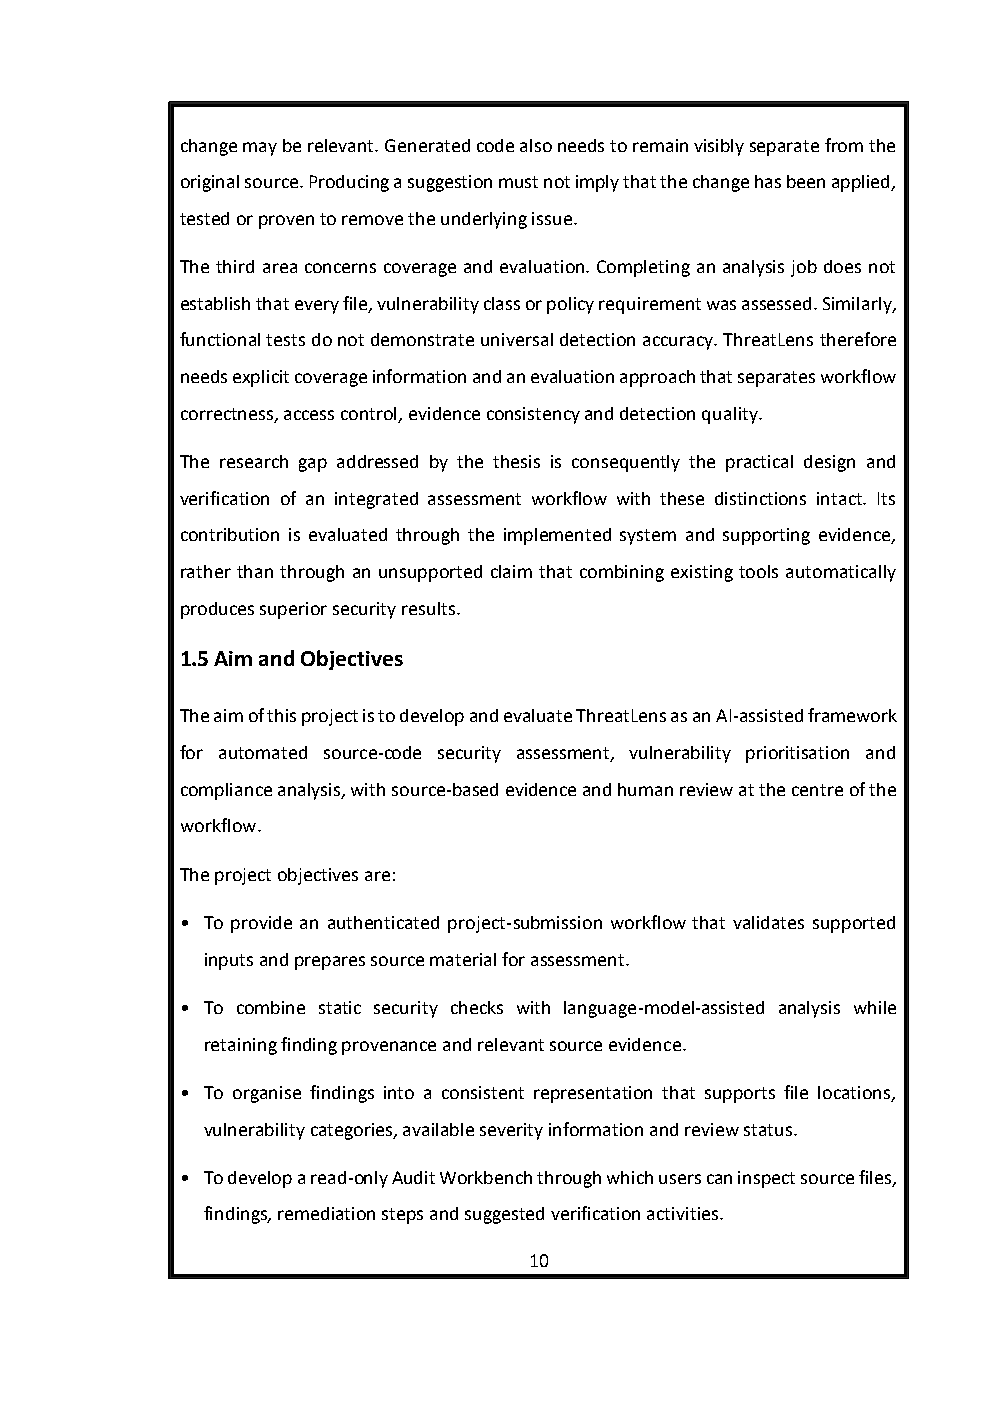 change may be relevant. Generated code also needs to remain visibly separate from the
original source. Producing a suggestion must not imply that the change has been applied,
tested or proven to remove the underlying issue.
The third area concerns coverage and evaluation. Completing an analysis job does not
establish that every file, vulnerability class or policy requirement was assessed. Similarly,
functional tests do not demonstrate universal detection accuracy. ThreatLens therefore
needs explicit coverage information and an evaluation approach that separates workflow
correctness, access control, evidence consistency and detection quality.
The research gap addressed by the thesis is consequently the practical design and
verification of an integrated assessment workflow with these distinctions intact. Its
contribution is evaluated through the implemented system and supporting evidence,
rather than through an unsupported claim that combining existing tools automatically
produces superior security results.
1.5 Aim and Objectives
The aim of this project is to develop and evaluate ThreatLens as an AI-assisted framework
for automated source-code security assessment, vulnerability prioritisation and
compliance analysis, with source-based evidence and human review at the centre of the
workflow.
The project objectives are:
• To provide an authenticated project-submission workflow that validates supported
inputs and prepares source material for assessment.
• To combine static security checks with language-model-assisted analysis while
retaining finding provenance and relevant source evidence.
• To organise findings into a consistent representation that supports file locations,
vulnerability categories, available severity information and review status.
• To develop a read-only Audit Workbench through which users can inspect source files,
findings, remediation steps and suggested verification activities.
10